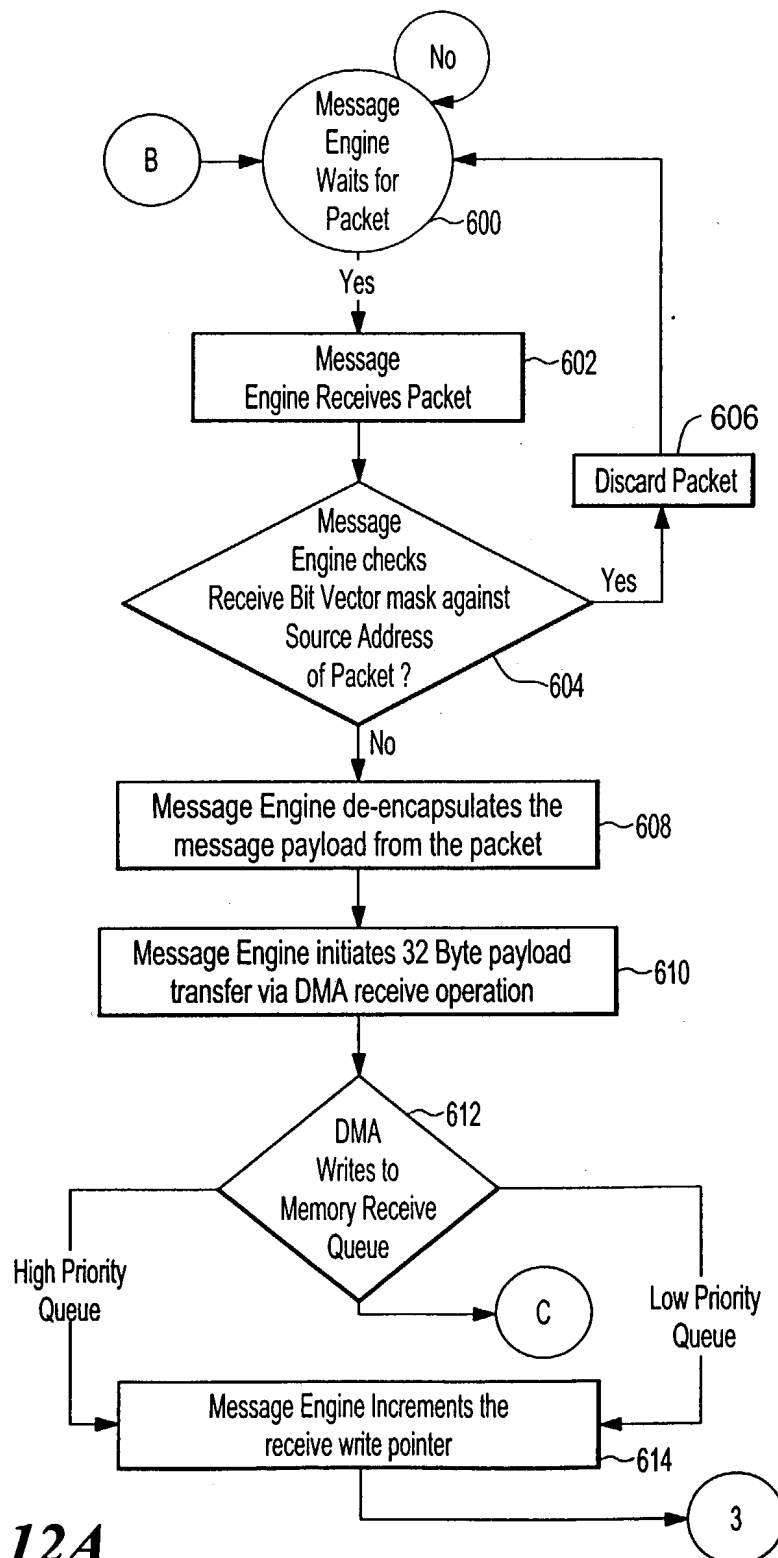 No
B
Message
Engine
Waits for
Packet
600
Yes
Message
Engine Receives Packet
602
606
Discard Packet
Message
Engine checks
Receive Bit Vector mask against
Source Address
of Packet ?
Yes
604
No
Message Engine de-encapsulates the
message payload from the packet
608
Message Engine initiates 32 Byte payload
transfer via DMA receive operation
610
612
DMA
Writes to
Memory Receive
Queue
High Priority
Queue
C
Low Priority
Queue
Message Engine Increments the
receive write pointer
614
3
12A